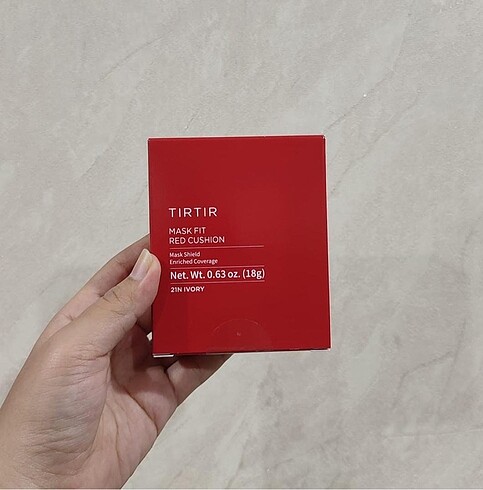 TIRTIR
MASK FIT
RED CUSHION
Mask Shield
Enriched Coverage
Net. Wt. 0.63 oz. (18g)
21N IVORY